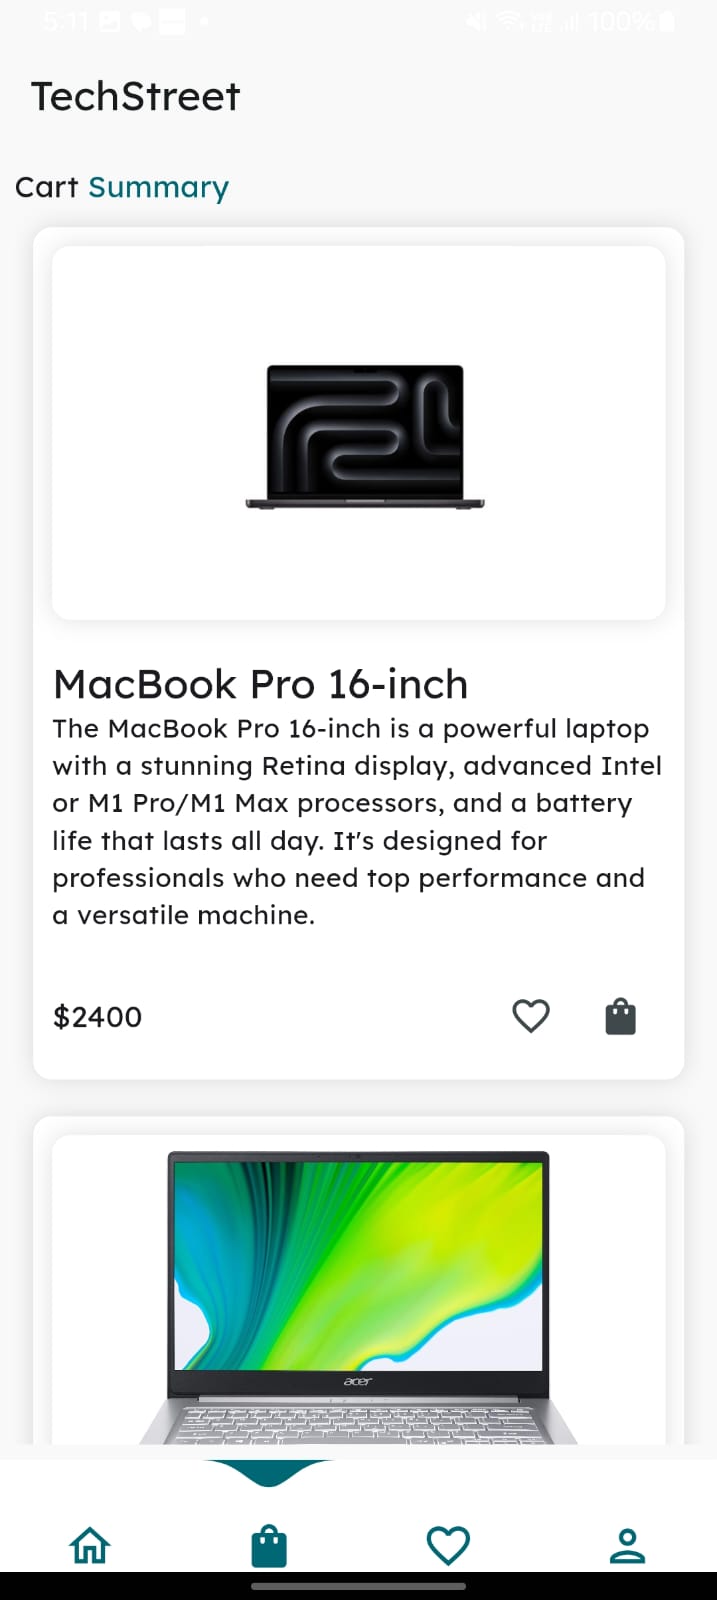 5:11
100%
TechStreet
Cart Summary
MacBook Pro 16-inch
The MacBook Pro 16-inch is a powerful laptop
with a stunning Retina display, advanced Intel
or M1 Pro/M1 Max processors, and a battery
life that lasts all day. It's designed for
professionals who need top performance and
a versatile machine.
$2400
acer